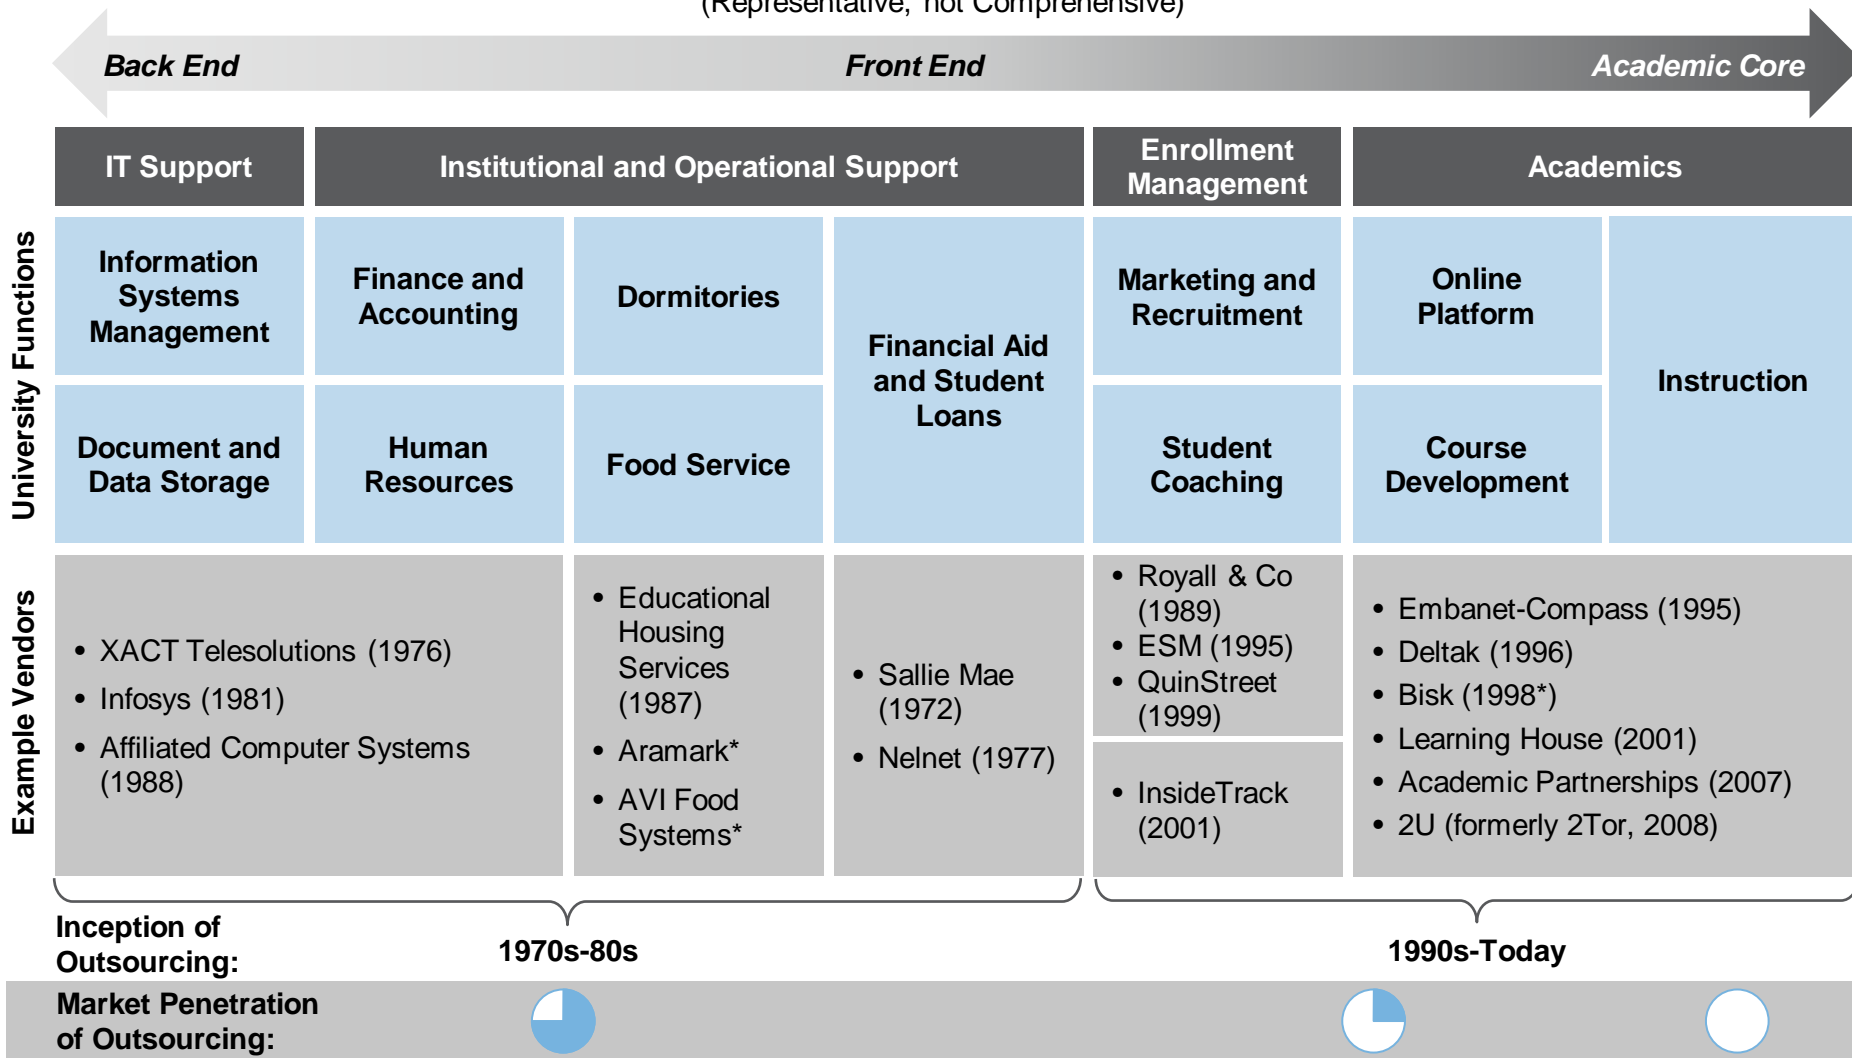 (Representative, not Comprehensive)
Back End
Front End
Academic Core
IT Support
Institutional and Operational Support
Enrollment
Management
Academics
University Functions
Information
Systems
Management
Finance and
Accounting
Dormitories
Financial Aid
and Student
Loans
Marketing and
Recruitment
Online
Platform
Instruction
Document and
Data Storage
Human
Resources
Food Service
Student
Coaching
Course
Development
Example Vendors
• XACT Telesolutions (1976)
• Infosys (1981)
• Affiliated Computer Systems
(1988)
• Educational
Housing
Services
(1987)
• Aramark*
• AVI Food
Systems*
• Sallie Mae
(1972)
• Nelnet (1977)
• Royall & Co
(1989)
• ESM (1995)
• QuinStreet
(1999)
• InsideTrack
(2001)
• Embanet-Compass (1995)
• Deltak (1996)
• Bisk (1998*)
• Learning House (2001)
• Academic Partnerships (2007)
• 2U (formerly 2Tor, 2008)
Inception of
Outsourcing:
1970s-80s
1990s-Today
Market Penetration
of Outsourcing: